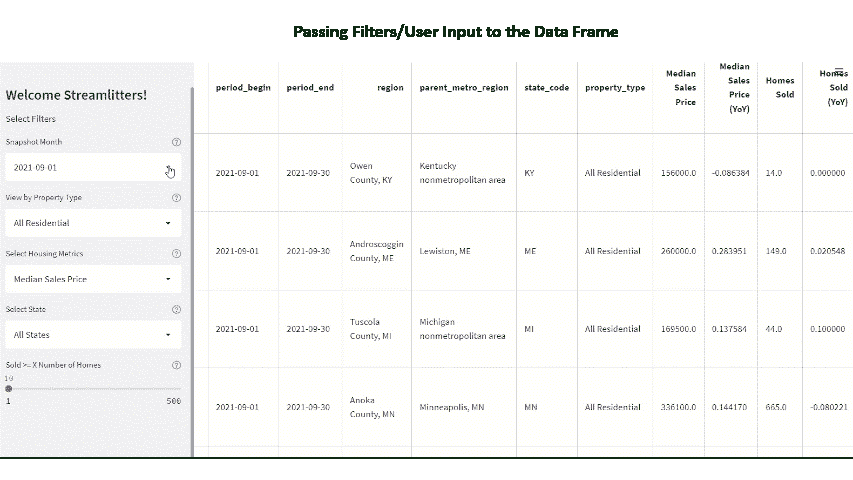 Passing Filters/User Input to the Data Frame
Welcome Streamlitters!
Select Filters
Snapshot Month
2021-09-01
View by Property Type
All Residential
Select Housing Metrics
Median Sales Price
Select State
All States
Sold >= X Number of Homes
10
1 500
period_begin period_end region parent_metro_region state_code property_type Median Sales Price Median Sales Price (YoY) Homes Sold Homes Sold (YoY)
2021-09-01 2021-09-30 Owen County, KY Kentucky nonmetropolitan area KY All Residential 156000.0 -0.086384 14.0 0.000000
2021-09-01 2021-09-30 Androscoggin County, ME Lewiston, ME ME All Residential 260000.0 0.283951 149.0 0.020548
2021-09-01 2021-09-30 Tuscola County, MI Michigan nonmetropolitan area MI All Residential 169500.0 0.137584 44.0 0.100000
2021-09-01 2021-09-30 Anoka County, MN Minneapolis, MN MN All Residential 336100.0 0.144170 665.0 -0.080221